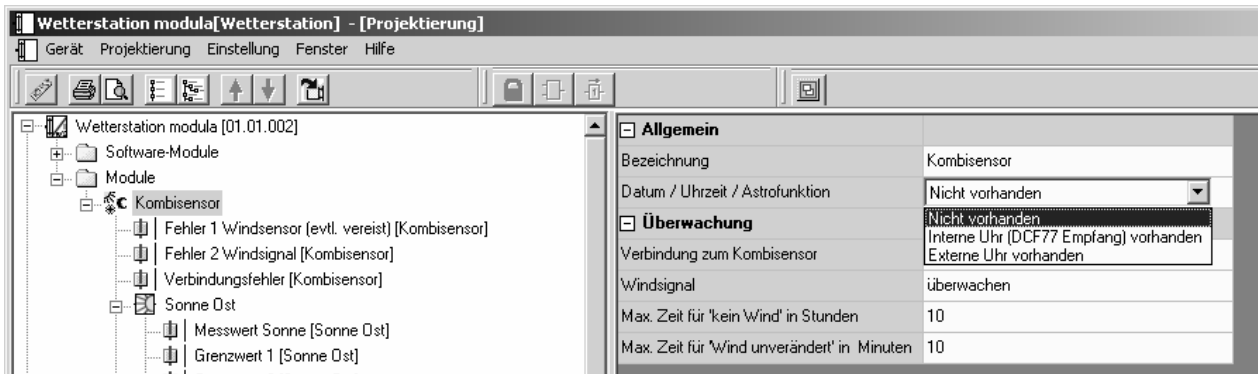 Wetterstation modula[Wetterstation] - [Projektierung]
Gerät Projektierung Einstellung Fenster Hilfe
Wetterstation modula [01.01.002]
Software-Module
Module
Kombisensor
Fehler 1 Windsensor (evtl. vereist) [Kombisensor]
Fehler 2 Windsignal [Kombisensor]
Verbindungsfehler [Kombisensor]
Sonne Ost
Messwert Sonne [Sonne Ost]
Grenzwert 1 [Sonne Ost]
Allgemein
Bezeichnung Kombisensor
Datum / Uhrzeit / Astrofunktion Nicht vorhanden
Nicht vorhanden
Interne Uhr (DCF77 Empfang) vorhanden
Externe Uhr vorhanden
Überwachung
Verbindung zum Kombisensor
Windsignal überwachen
Max. Zeit für 'kein Wind' in Stunden 10
Max. Zeit für 'Wind unverändert' in Minuten 10